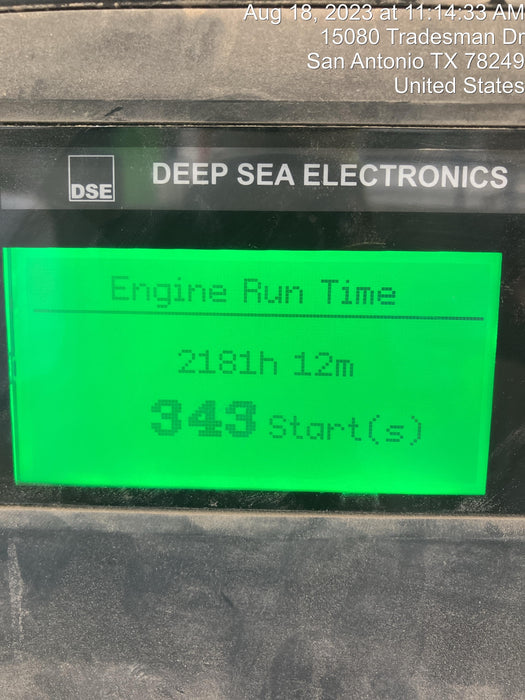 Aug 18, 2023 at 11:14:33 AM
15080 Tradesman Dr
San Antonio TX 78249
United States
DSE
DEEP SEA ELECTRONICS
Engine Run Time
2181h 12m
343 Start(s)